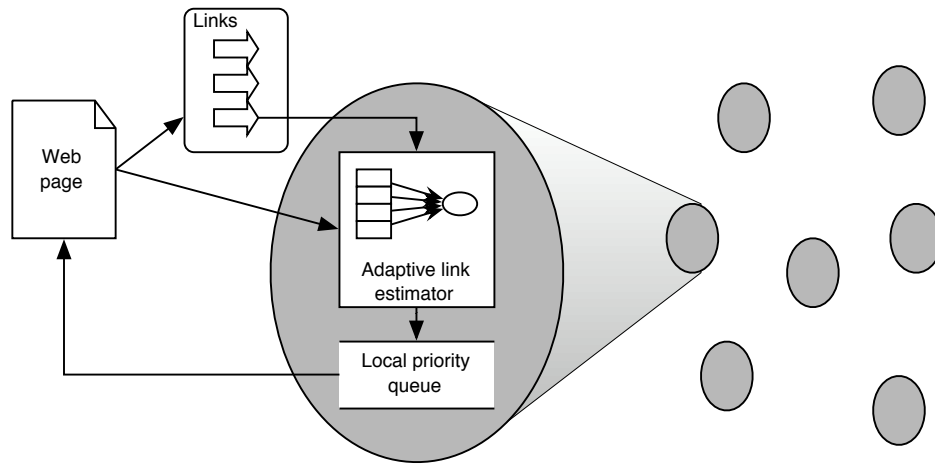 Links
Web
page
Adaptive link
estimator
Local priority
queue